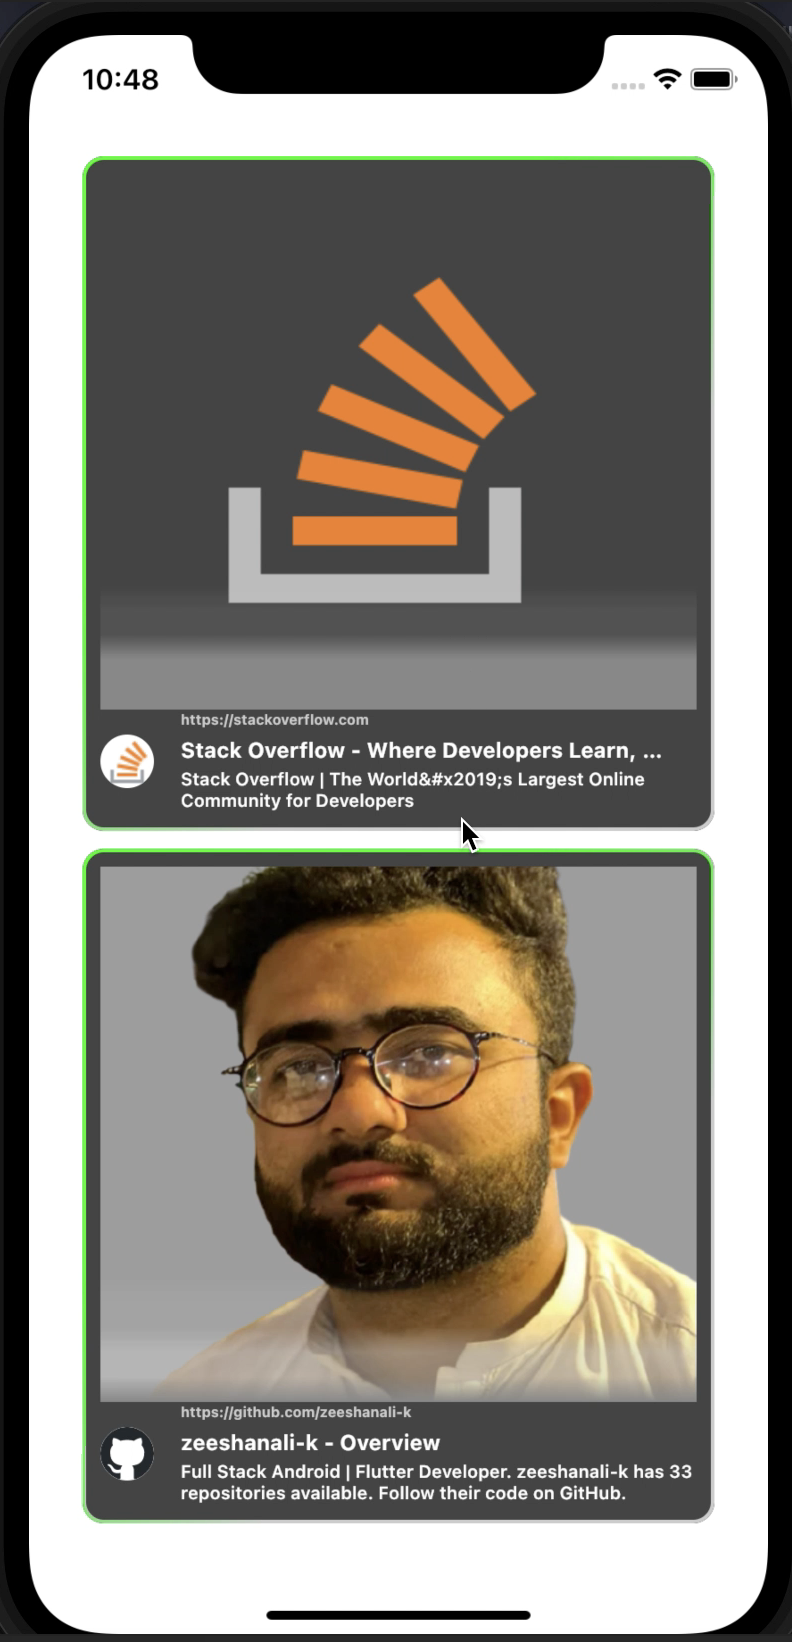 10:48
https://stackoverflow.com
Stack Overflow - Where Developers Learn, ...
Stack Overflow | The World&#x2019;s Largest Online
Community for Developers
https://github.com/zeeshanali-k
zeeshanali-k - Overview
Full Stack Android | Flutter Developer. zeeshanali-k has 33
repositories available. Follow their code on GitHub.